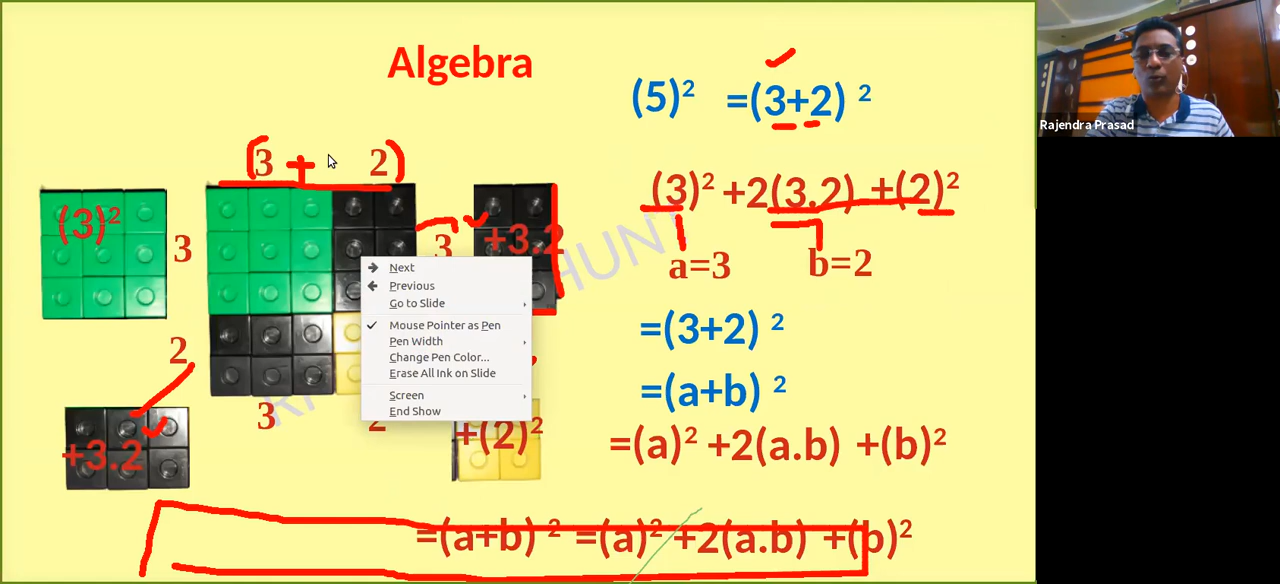 Algebra
(5)² =(3+2) ²
Rajendra Prasad
(3 + 2)
(3)² +2(3.2) +(2)²
(3)²
3
3
+3.2
a=3 b=2
HUNT
Next
Previous
Go to Slide
Mouse Pointer as Pen
Pen Width
Change Pen Color...
Erase All Ink on Slide
Screen
End Show
=(3+2) ²
2
=(a+b) ²
3
2
+3.2
+(2)²
=(a)² +2(a.b) +(b)²
=(a+b) ² =(a)² +2(a.b) +(b)²